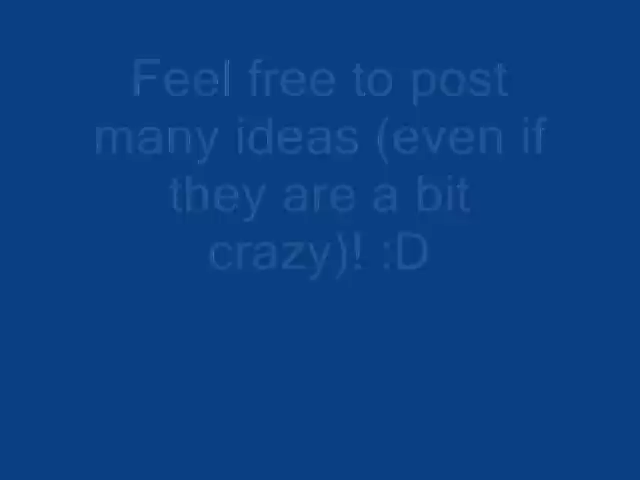 Feel free to post
many ideas (even if
they are a bit
crazy)! :D